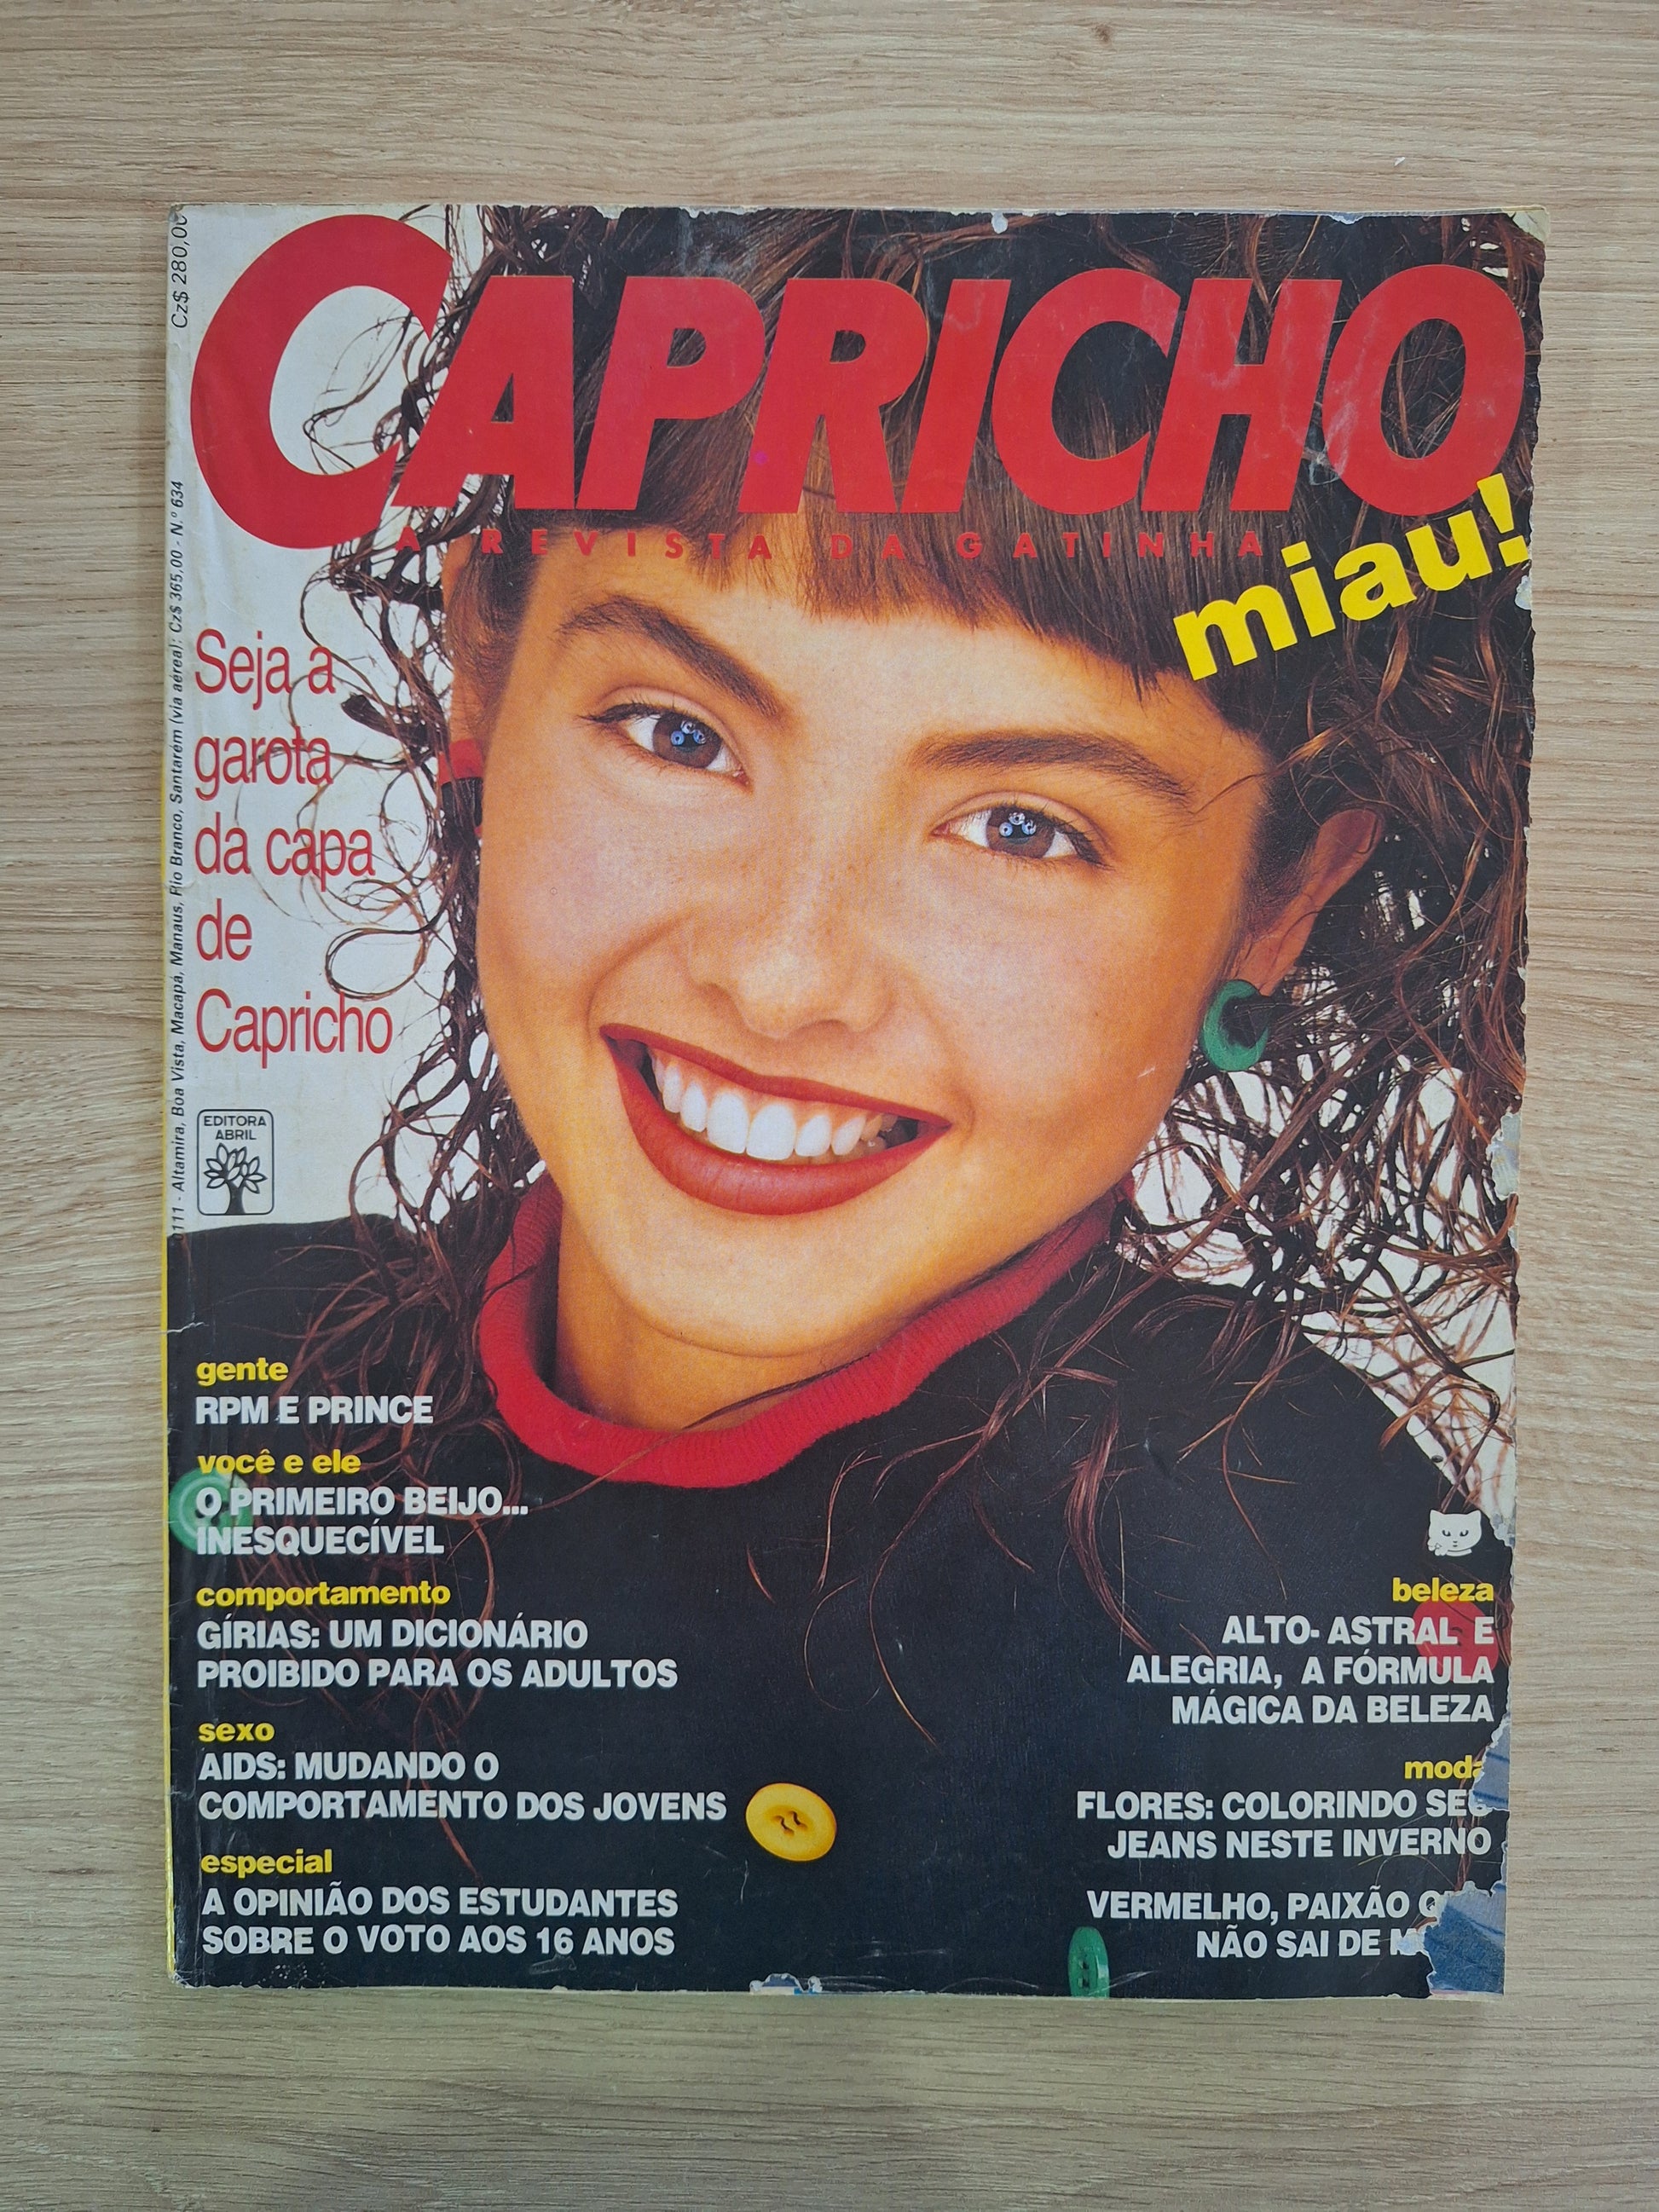 Cz$ 280,00
CAPRICHO
A REVISTA DA GATINHA
miau!
111 - Altamira, Boa Vista, Macapá, Manaus, Rio Branco, Santarém (via aérea): Cz$ 365,00 - N.º 634
Seja a
garota
da capa
de
Capricho
EDITORA
ABRIL
gente
RPM E PRINCE
você e ele
O PRIMEIRO BEIJO...
INESQUECÍVEL
comportamento
GÍRIAS: UM DICIONÁRIO
PROIBIDO PARA OS ADULTOS
sexo
AIDS: MUDANDO O
COMPORTAMENTO DOS JOVENS
especial
A OPINIÃO DOS ESTUDANTES
SOBRE O VOTO AOS 16 ANOS
beleza
ALTO-ASTRAL E
ALEGRIA, A FÓRMULA
MÁGICA DA BELEZA
moda
FLORES: COLORINDO SEU
JEANS NESTE INVERNO
VERMELHO, PAIXÃO
NÃO SAI DE